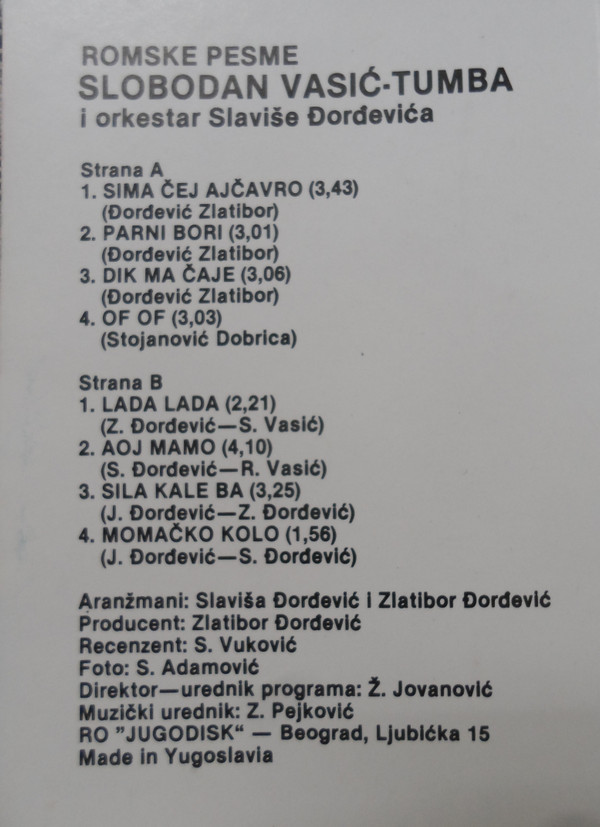 ROMSKE PESME
SLOBODAN VASIĆ-TUMBA
i orkestar Slaviše Đorđevića
Strana A
1. SIMA ČEJ AJČAVRO (3,43)
(Đorđević Zlatibor)
2. PARNI BORI (3,01)
(Đorđević Zlatibor)
3. DIK MA ČAJE (3,06)
(Đorđević Zlatibor)
4. OF OF (3,03)
(Stojanović Dobrica)
Strana B
1. LADA LADA (2,21)
(Z. Đorđević—S. Vasić)
2. AOJ MAMO (4,10)
(S. Đorđević—R. Vasić)
3. SILA KALE BA (3,25)
(J. Đorđević—Z. Đorđević)
4. MOMAČKO KOLO (1,56)
(J. Đorđević—S. Đorđević)
Aranžmani: Slaviša Đorđević i Zlatibor Đorđević
Producent: Zlatibor Đorđević
Recenzent: S. Vuković
Foto: S. Adamović
Direktor—urednik programa: Ž. Jovanović
Muzički urednik: Z. Pejković
RO ”JUGODISK“ — Beograd, Ljubićka 15
Made in Yugoslavia